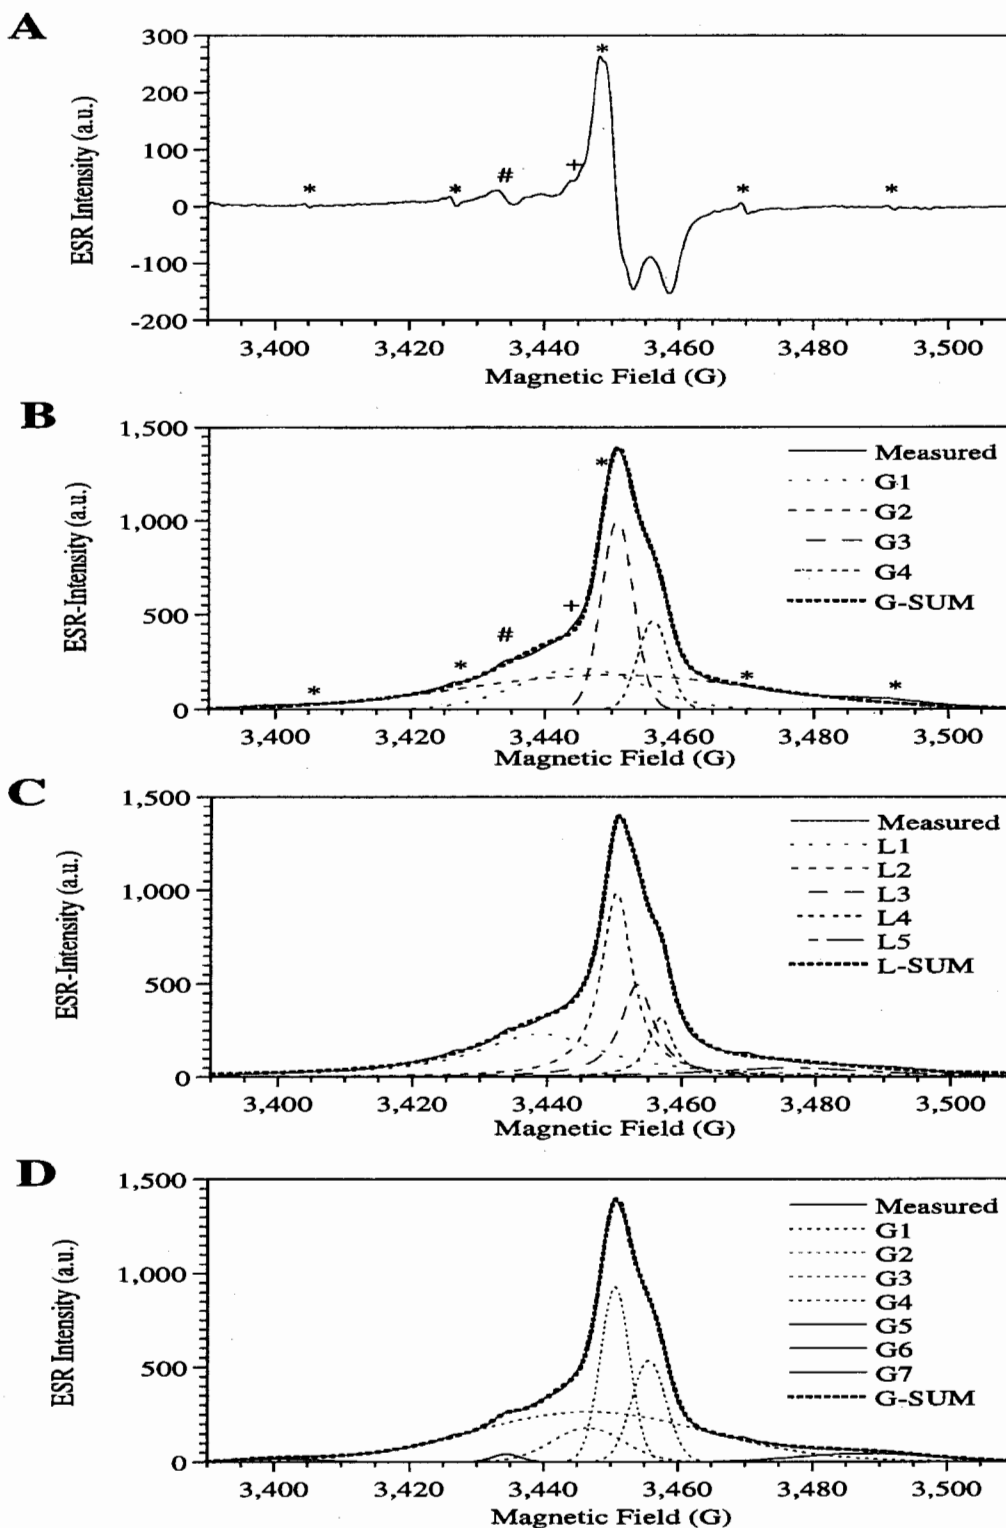 A
300
200
100
0
-100
-200
ESR Intensity (a.u.)
* * # + * * *
3,400 3,420 3,440 3,460 3,480 3,500
Magnetic Field (G)
B
1,500
1,000
500
0
ESR-Intensity (a.u.)
* * # + * * *
Measured
G1
G2
G3
G4
G-SUM
3,400 3,420 3,440 3,460 3,480 3,500
Magnetic Field (G)
C
1,500
1,000
500
0
ESR-Intensity (a.u.)
Measured
L1
L2
L3
L4
L5
L-SUM
3,400 3,420 3,440 3,460 3,480 3,500
Magnetic Field (G)
D
1,500
1,000
500
0
ESR Intensity (a.u.)
Measured
G1
G2
G3
G4
G5
G6
G7
G-SUM
3,400 3,420 3,440 3,460 3,480 3,500
Magnetic Field (G)